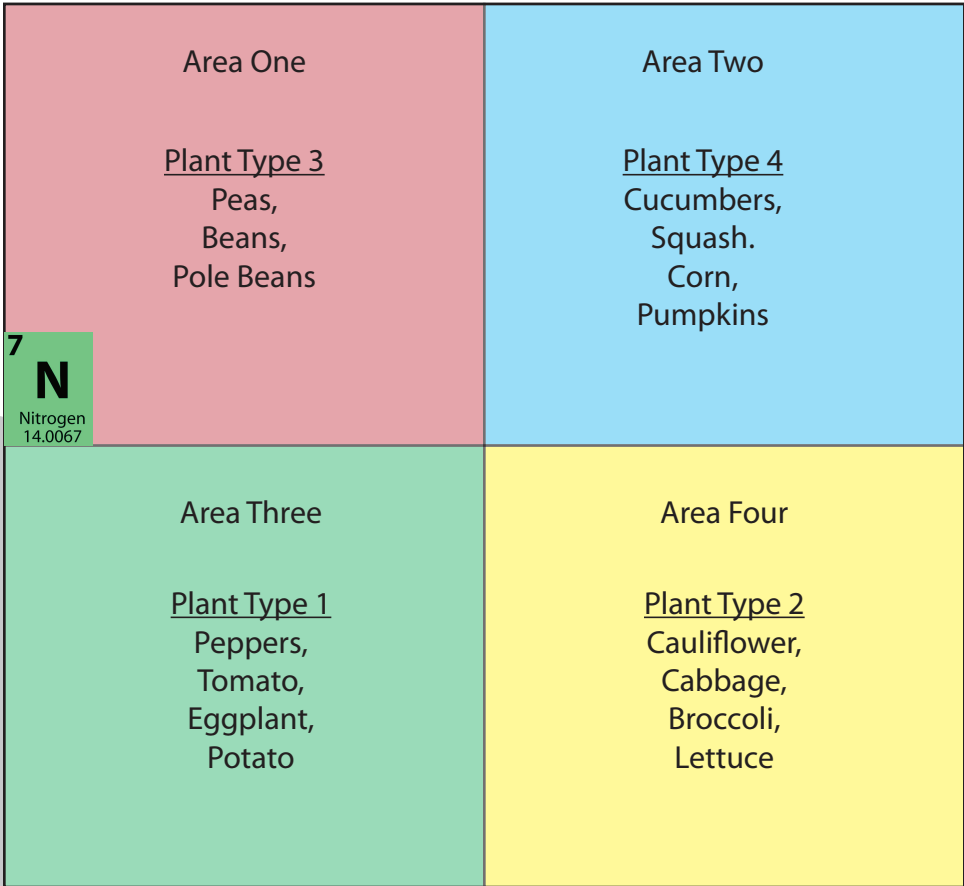 Area One
Plant Type 3
Peas,
Beans,
Pole Beans
7
N
Nitrogen
14.0067
Area Two
Plant Type 4
Cucumbers,
Squash.
Corn,
Pumpkins
Area Three
Plant Type 1
Peppers,
Tomato,
Eggplant,
Potato
Area Four
Plant Type 2
Cauliflower,
Cabbage,
Broccoli,
Lettuce